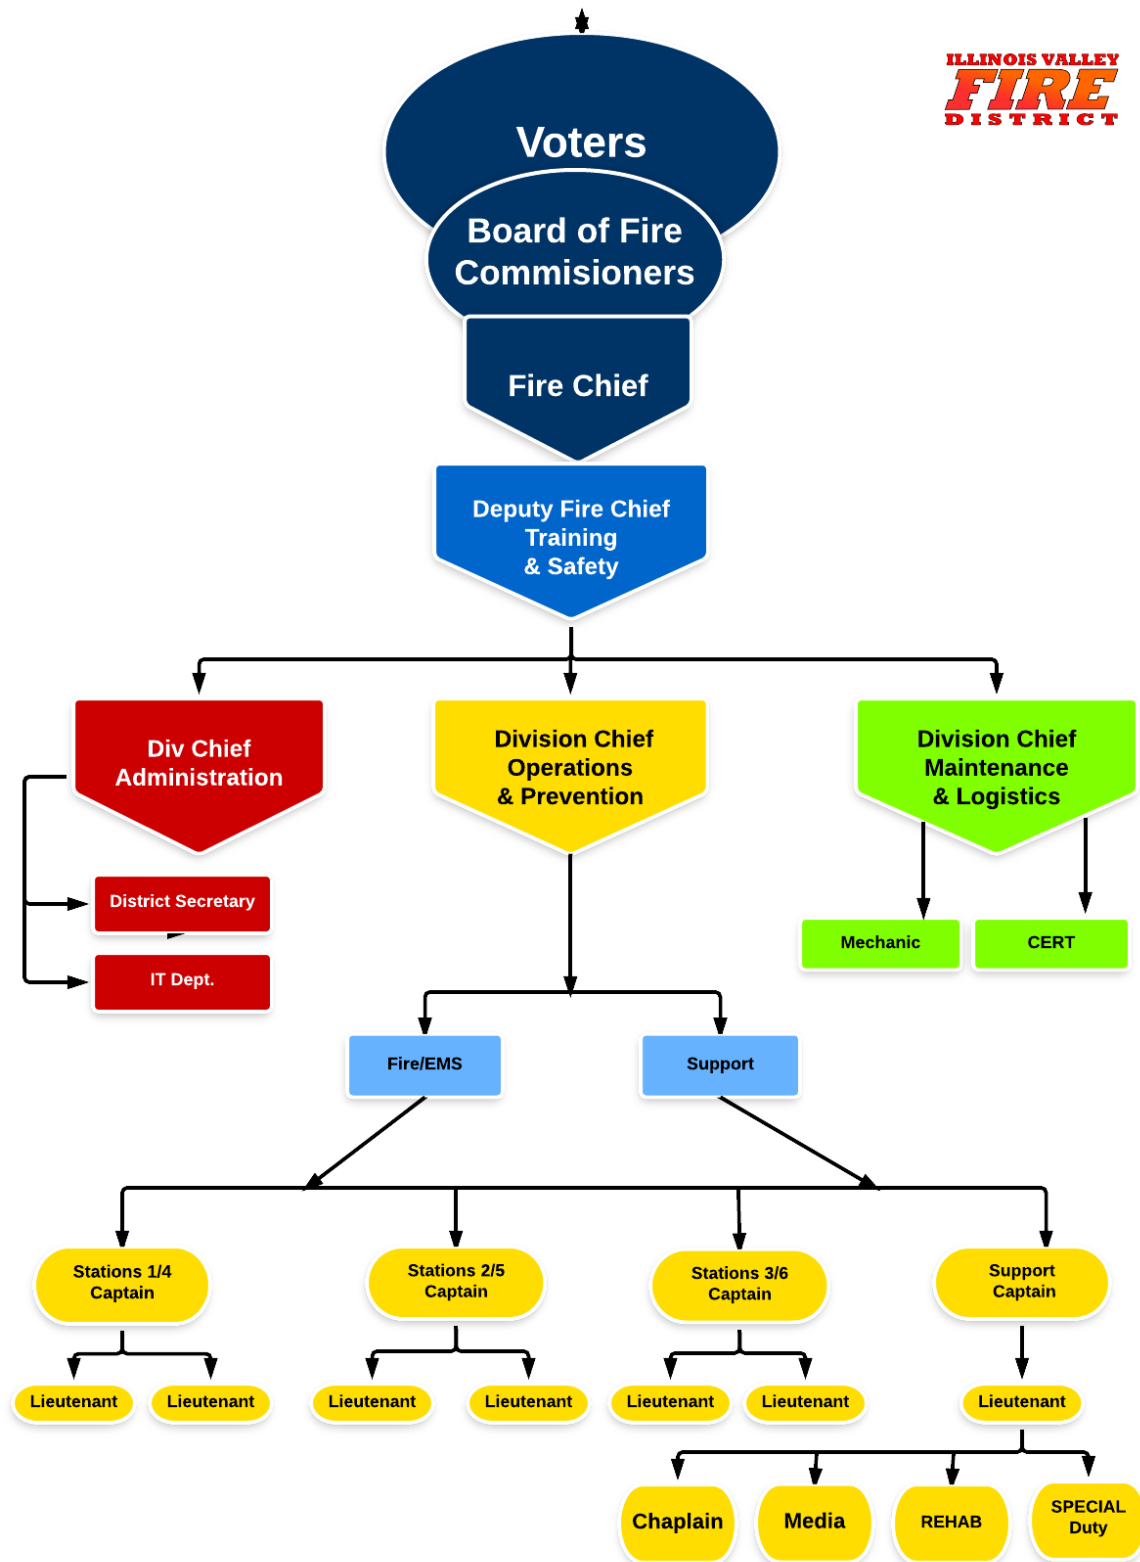 ILLINOIS VALLEY
FIRE
DISTRICT
Voters
Board of Fire
Commisioners
Fire Chief
Deputy Fire Chief
Training
& Safety
Div Chief
Administration
Division Chief
Operations
& Prevention
Division Chief
Maintenance
& Logistics
District Secretary
IT Dept.
Mechanic
CERT
Fire/EMS
Support
Stations 1/4
Captain
Stations 2/5
Captain
Stations 3/6
Captain
Support
Captain
Lieutenant
Lieutenant
Lieutenant
Lieutenant
Lieutenant
Lieutenant
Lieutenant
Chaplain
Media
REHAB
SPECIAL
Duty